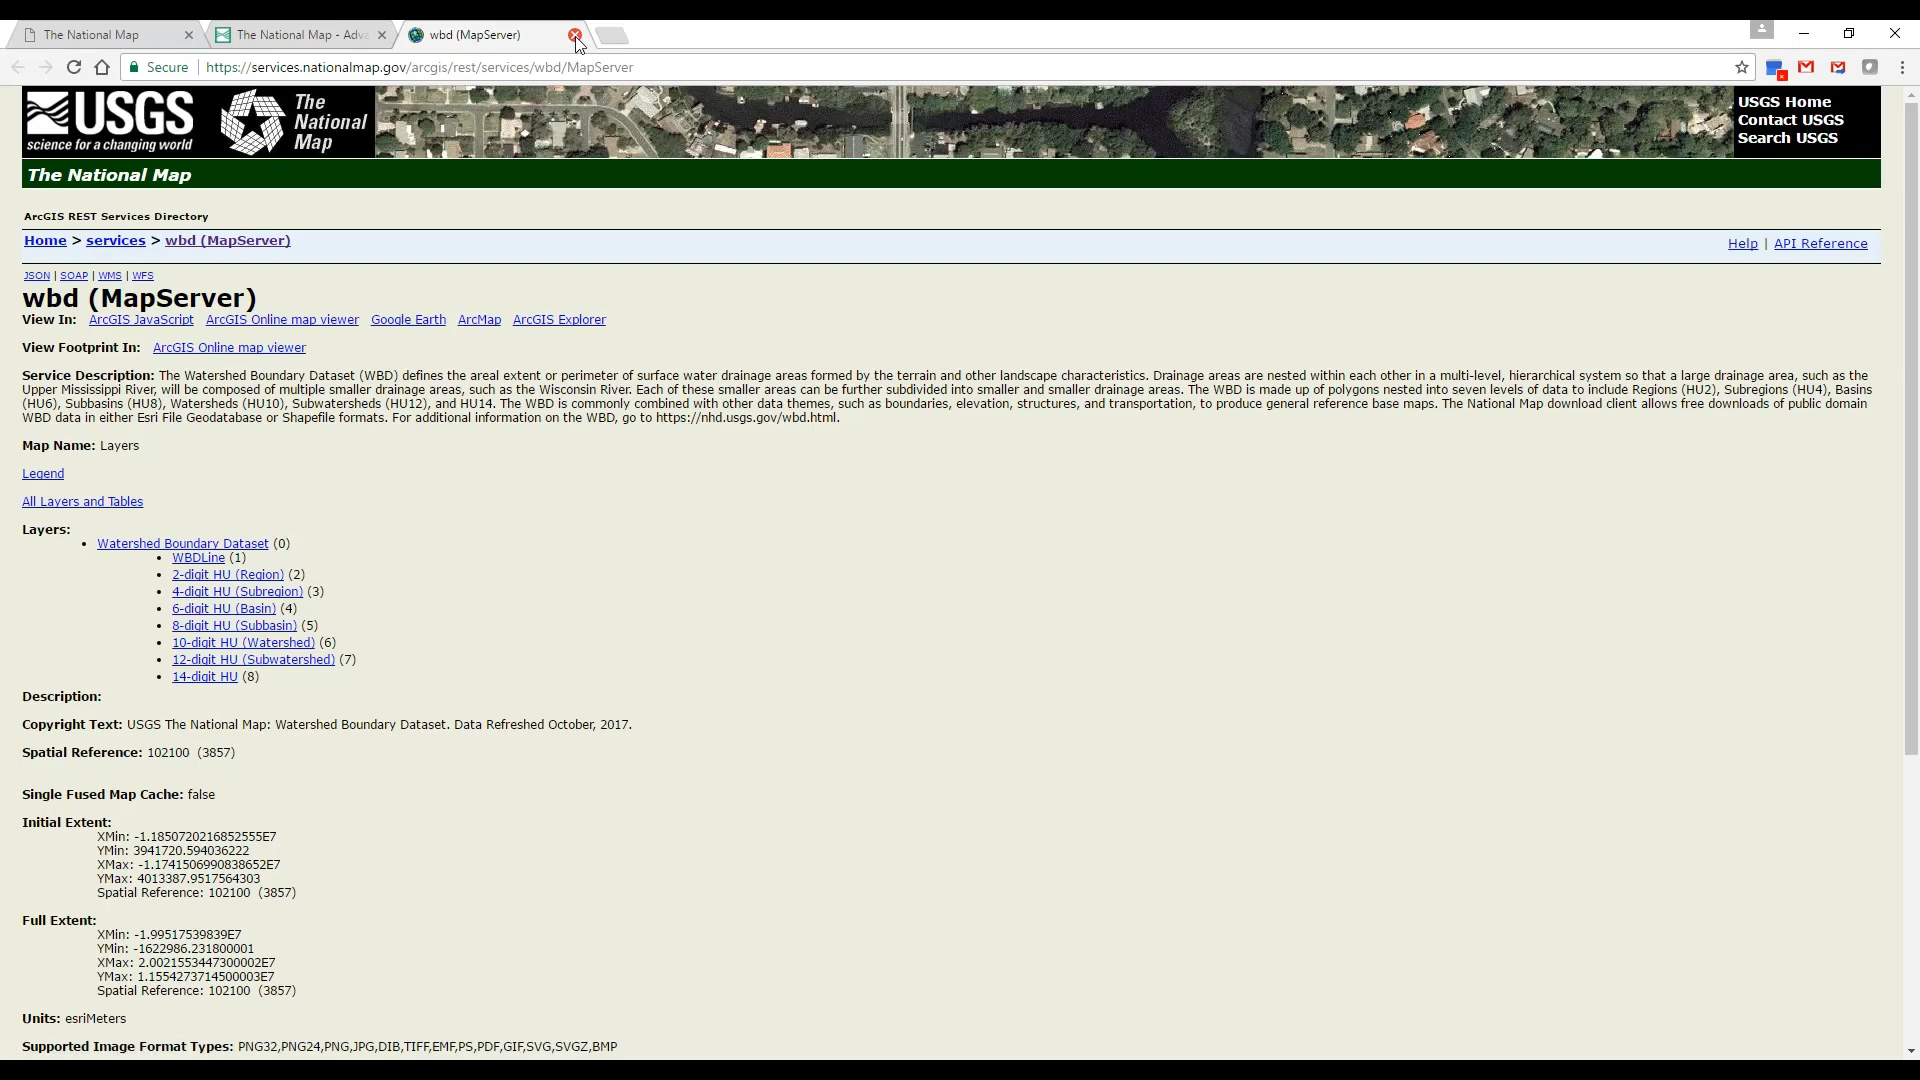 The National Map
The National Map - Adva
wbd (MapServer)
Secure | https://services.nationalmap.gov/arcgis/rest/services/wbd/MapServer
USGS
science for a changing world
The
National
Map
USGS Home
Contact USGS
Search USGS
The National Map
ArcGIS REST Services Directory
Home > services > wbd (MapServer)
Help | API Reference
JSON | SOAP | WMS | WFS
wbd (MapServer)
View In: ArcGIS JavaScript ArcGIS Online map viewer Google Earth ArcMap ArcGIS Explorer
View Footprint In: ArcGIS Online map viewer
Service Description: The Watershed Boundary Dataset (WBD) defines the areal extent or perimeter of surface water drainage areas formed by the terrain and other landscape characteristics. Drainage areas are nested within each other in a multi-level, hierarchical system so that a large drainage area, such as the
Upper Mississippi River, will be composed of multiple smaller drainage areas, such as the Wisconsin River. Each of these smaller areas can be further subdivided into smaller and smaller drainage areas. The WBD is made up of polygons nested into seven levels of data to include Regions (HU2), Subregions (HU4), Basins
(HU6), Subbasins (HU8), Watersheds (HU10), Subwatersheds (HU12), and HU14. The WBD is commonly combined with other data themes, such as boundaries, elevation, structures, and transportation, to produce general reference base maps. The National Map download client allows free downloads of public domain
WBD data in either Esri File Geodatabase or Shapefile formats. For additional information on the WBD, go to https://nhd.usgs.gov/wbd.html.
Map Name: Layers
Legend
All Layers and Tables
Layers:
• Watershed Boundary Dataset (0)
• WBDLine (1)
• 2-digit HU (Region) (2)
• 4-digit HU (Subregion) (3)
• 6-digit HU (Basin) (4)
• 8-digit HU (Subbasin) (5)
• 10-digit HU (Watershed) (6)
• 12-digit HU (Subwatershed) (7)
• 14-digit HU (8)
Description:
Copyright Text: USGS The National Map: Watershed Boundary Dataset. Data Refreshed October, 2017.
Spatial Reference: 102100 (3857)
Single Fused Map Cache: false
Initial Extent:
XMin: -1.1850720216852555E7
YMin: 3941720.594036222
XMax: -1.1741506990838652E7
YMax: 4013387.9517564303
Spatial Reference: 102100 (3857)
Full Extent:
XMin: -1.99517539839E7
YMin: -1622986.231800001
XMax: 2.0021553447300002E7
YMax: 1.1554273714500003E7
Spatial Reference: 102100 (3857)
Units: esriMeters
Supported Image Format Types: PNG32,PNG24,PNG,JPG,DIB,TIFF,EMF,PS,PDF,GIF,SVG,SVGZ,BMP